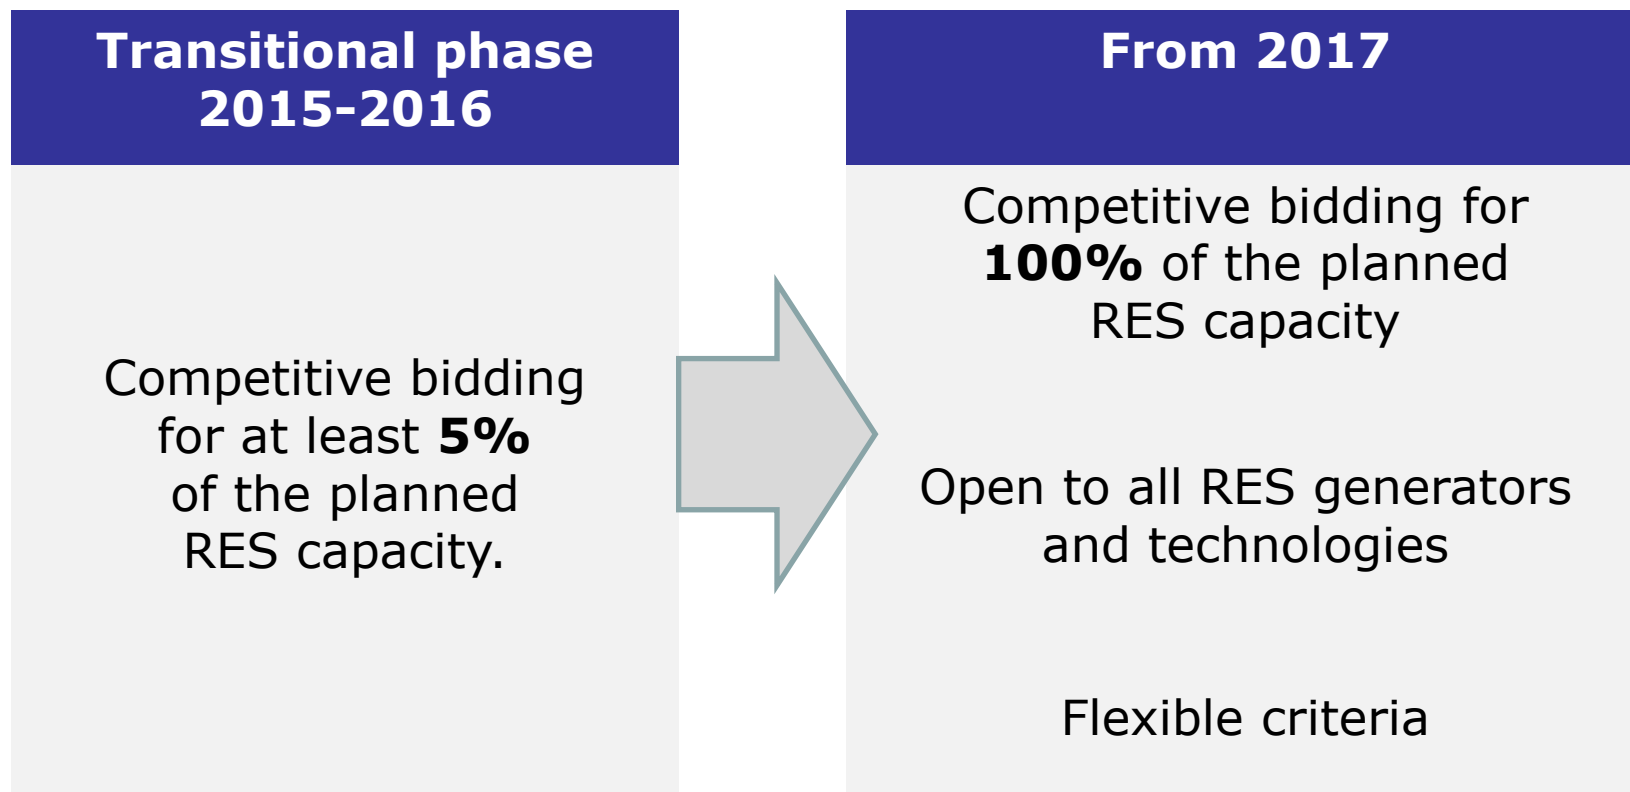 Transitional phase
2015-2016
Competitive bidding
for at least 5%
of the planned
RES capacity.
From 2017
Competitive bidding for
100% of the planned
RES capacity
Open to all RES generators
and technologies
Flexible criteria